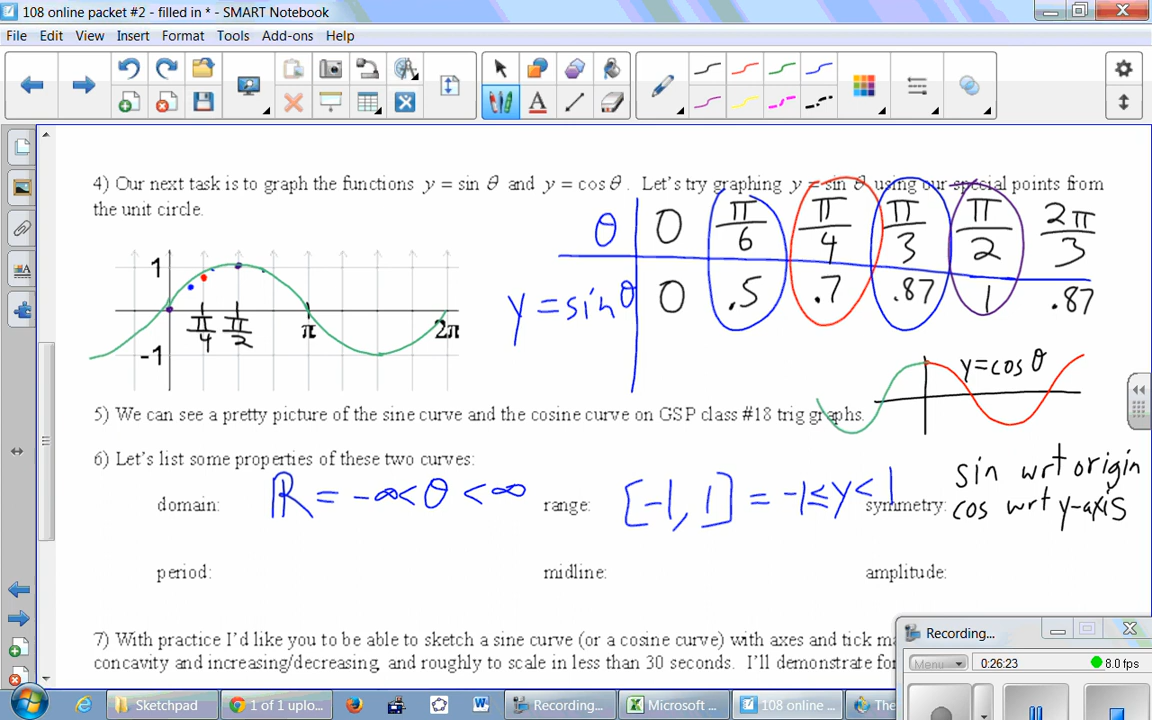 108 online packet #2 - filled in * - SMART Notebook
File Edit View Insert Format Tools Add-ons Help
4) Our next task is to graph the functions y = sin θ and y = cos θ. Let's try graphing y = sin θ using our special points from
the unit circle.
θ 0 π/6 π/4 π/3 π/2 2π/3
y = sin θ 0 .5 .7 .87 1 .87
1
π/4 π/2 π 2π
-1
y=cos θ
5) We can see a pretty picture of the sine curve and the cosine curve on GSP class #18 trig graphs.
6) Let's list some properties of these two curves:
domain: ℝ = -∞<θ<∞ range: [-1, 1] = -1≤y<1 symmetry: sin wrt origin
cos wrt y-axis
period: midline: amplitude:
7) With practice I'd like you to be able to sketch a sine curve (or a cosine curve) with axes and tick
concavity and increasing/decreasing, and roughly to scale in less than 30 seconds. I'll demonstrate
Recording...
Menu 0:26:23 8.0 fps
Sketchpad 1 of 1 uplo... Recording... Microsoft ... 108 online ... The